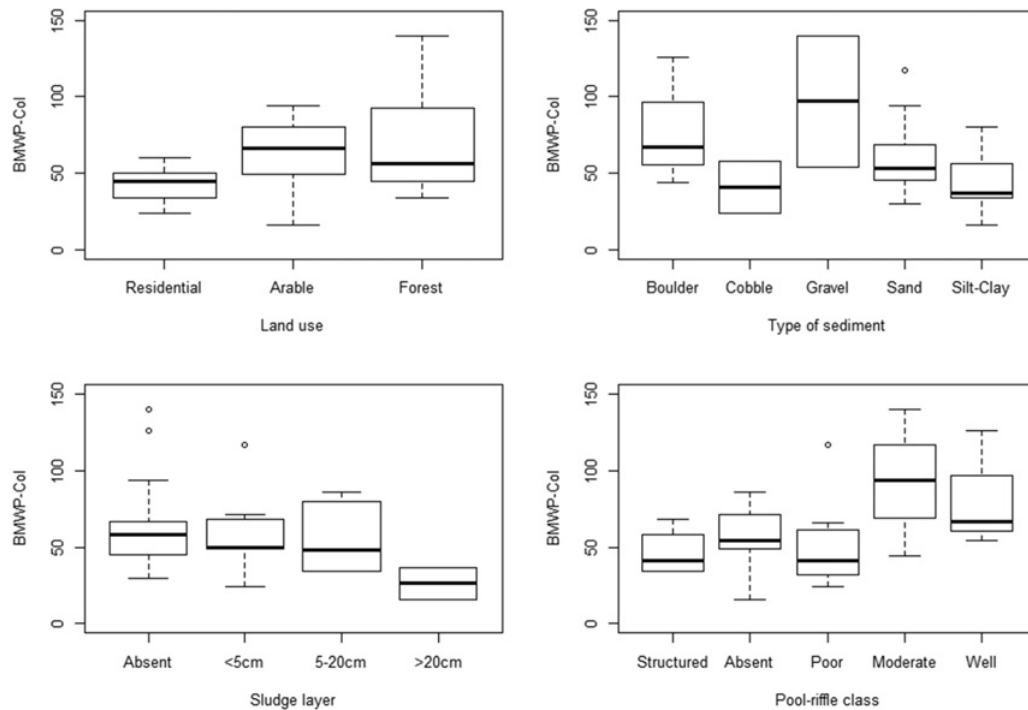 150
100
50
0
BMWP-Col
Residential Arable Forest
Land use
150
100
50
0
BMWP-Col
Boulder Cobble Gravel Sand Silt-Clay
Type of sediment
150
100
50
0
BMWP-Col
Absent <5cm 5-20cm >20cm
Sludge layer
150
100
50
0
BMWP-Col
Structured Absent Poor Moderate Well
Pool-riffle class